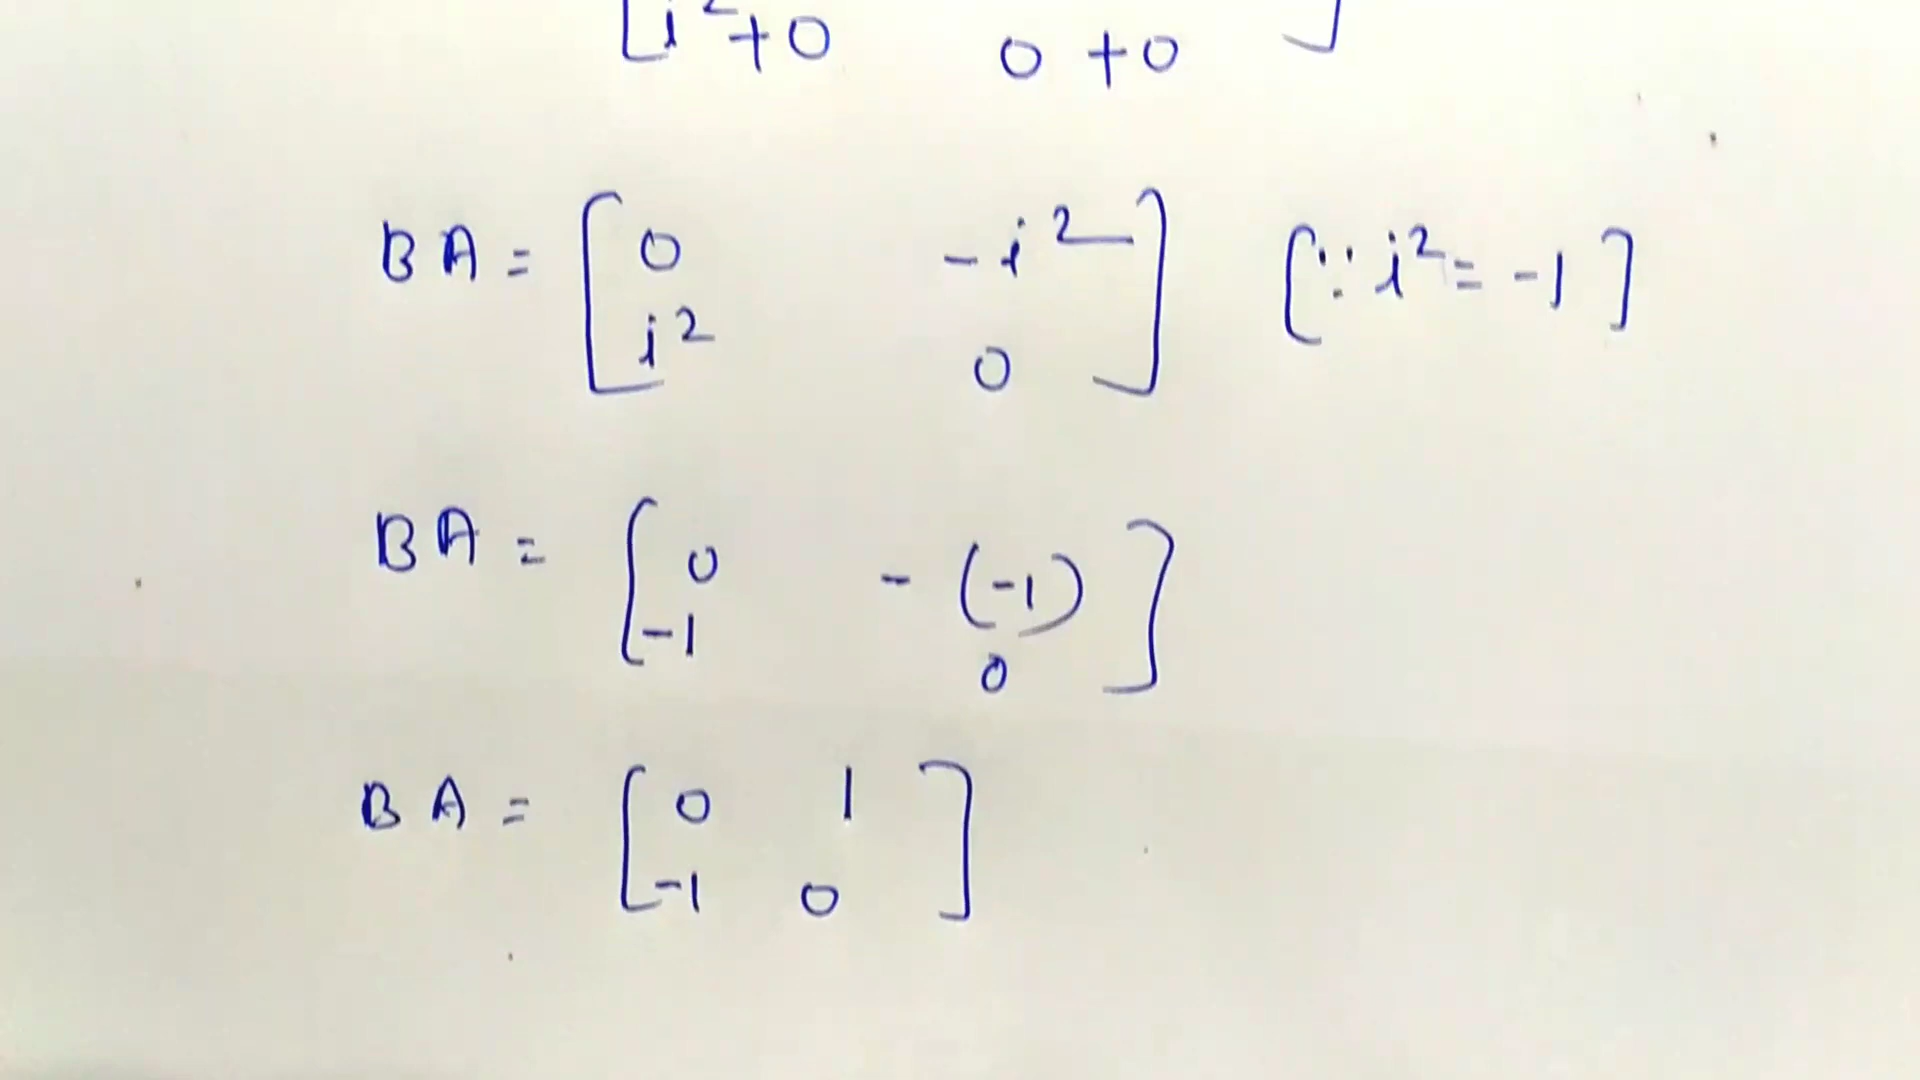 [i²+0 0+0]
BA = [0 -i²
i² 0] [∵ i² = -1]
BA = [0 -(-1)
-1 0]
BA = [0 1
-1 0]